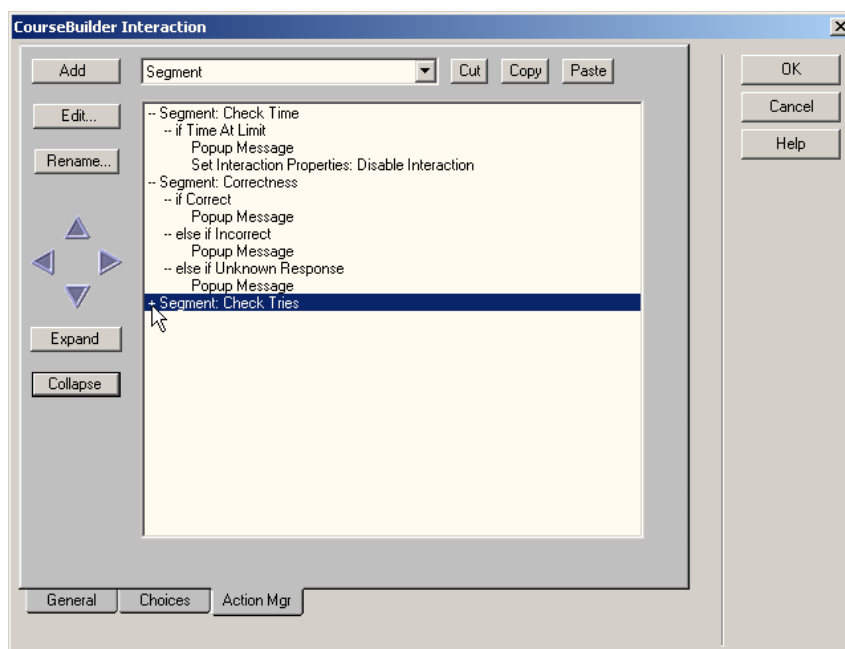 CourseBuilder Interaction
Add
Segment
Cut
Copy
Paste
OK
Edit...
Cancel
Rename...
Help
-- Segment: Check Time
-- if Time At Limit
Popup Message
Set Interaction Properties: Disable Interaction
-- Segment: Correctness
-- if Correct
Popup Message
-- else if Incorrect
Popup Message
-- else if Unknown Response
Popup Message
+ Segment: Check Tries
Expand
Collapse
General
Choices
Action Mgr